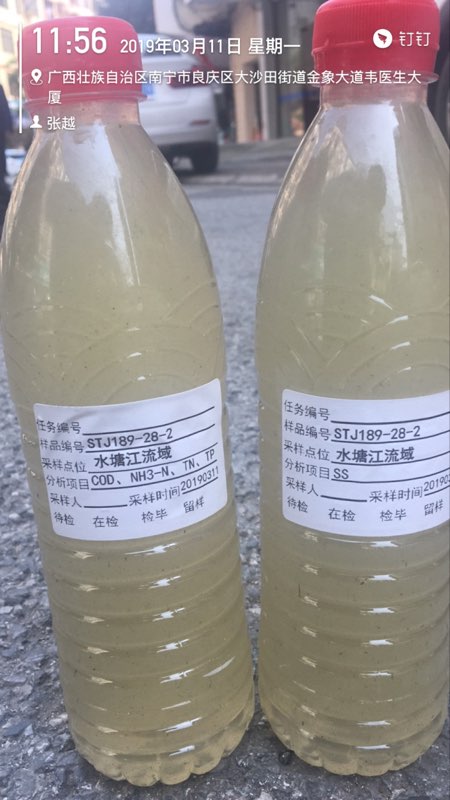 11:56
2019年03月11日 星期一
钉钉
广西壮族自治区南宁市良庆区大沙田街道金象大道韦医生大
厦
张越
任务编号
样品编号 STJ189-28-2
采样点位 水塘江流域
分析项目 COD、NH3-N、TN、TP
采样人 采样时间 20190311
待检 在检 检毕 留样
任务编号
样品编号 STJ189-28-2
采样点位 水塘江流域
分析项目 SS
采样人 采样时间 20190
待检 在检 检毕 留样